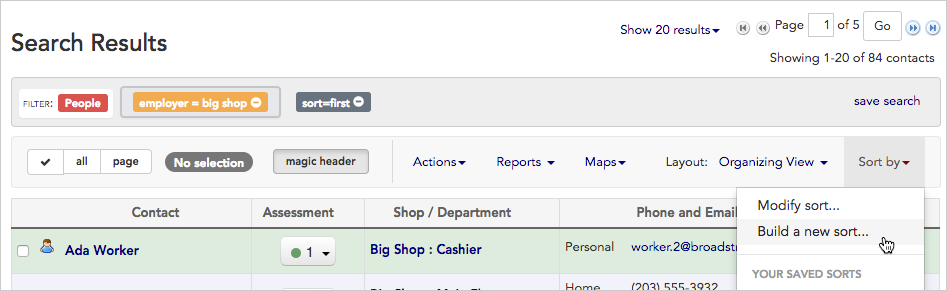 Search Results
Show 20 results
Page 1 of 5 Go
Showing 1-20 of 84 contacts
FILTER: People employer = big shop sort=first save search
all page No selection magic header Actions Reports Maps Layout: Organizing View Sort by
Modify sort...
Build a new sort...
YOUR SAVED SORTS
Contact Assessment Shop / Department Phone and Email
Ada Worker 1 Big Shop : Cashier Personal worker.2@broadst
Home (203) 555-3932